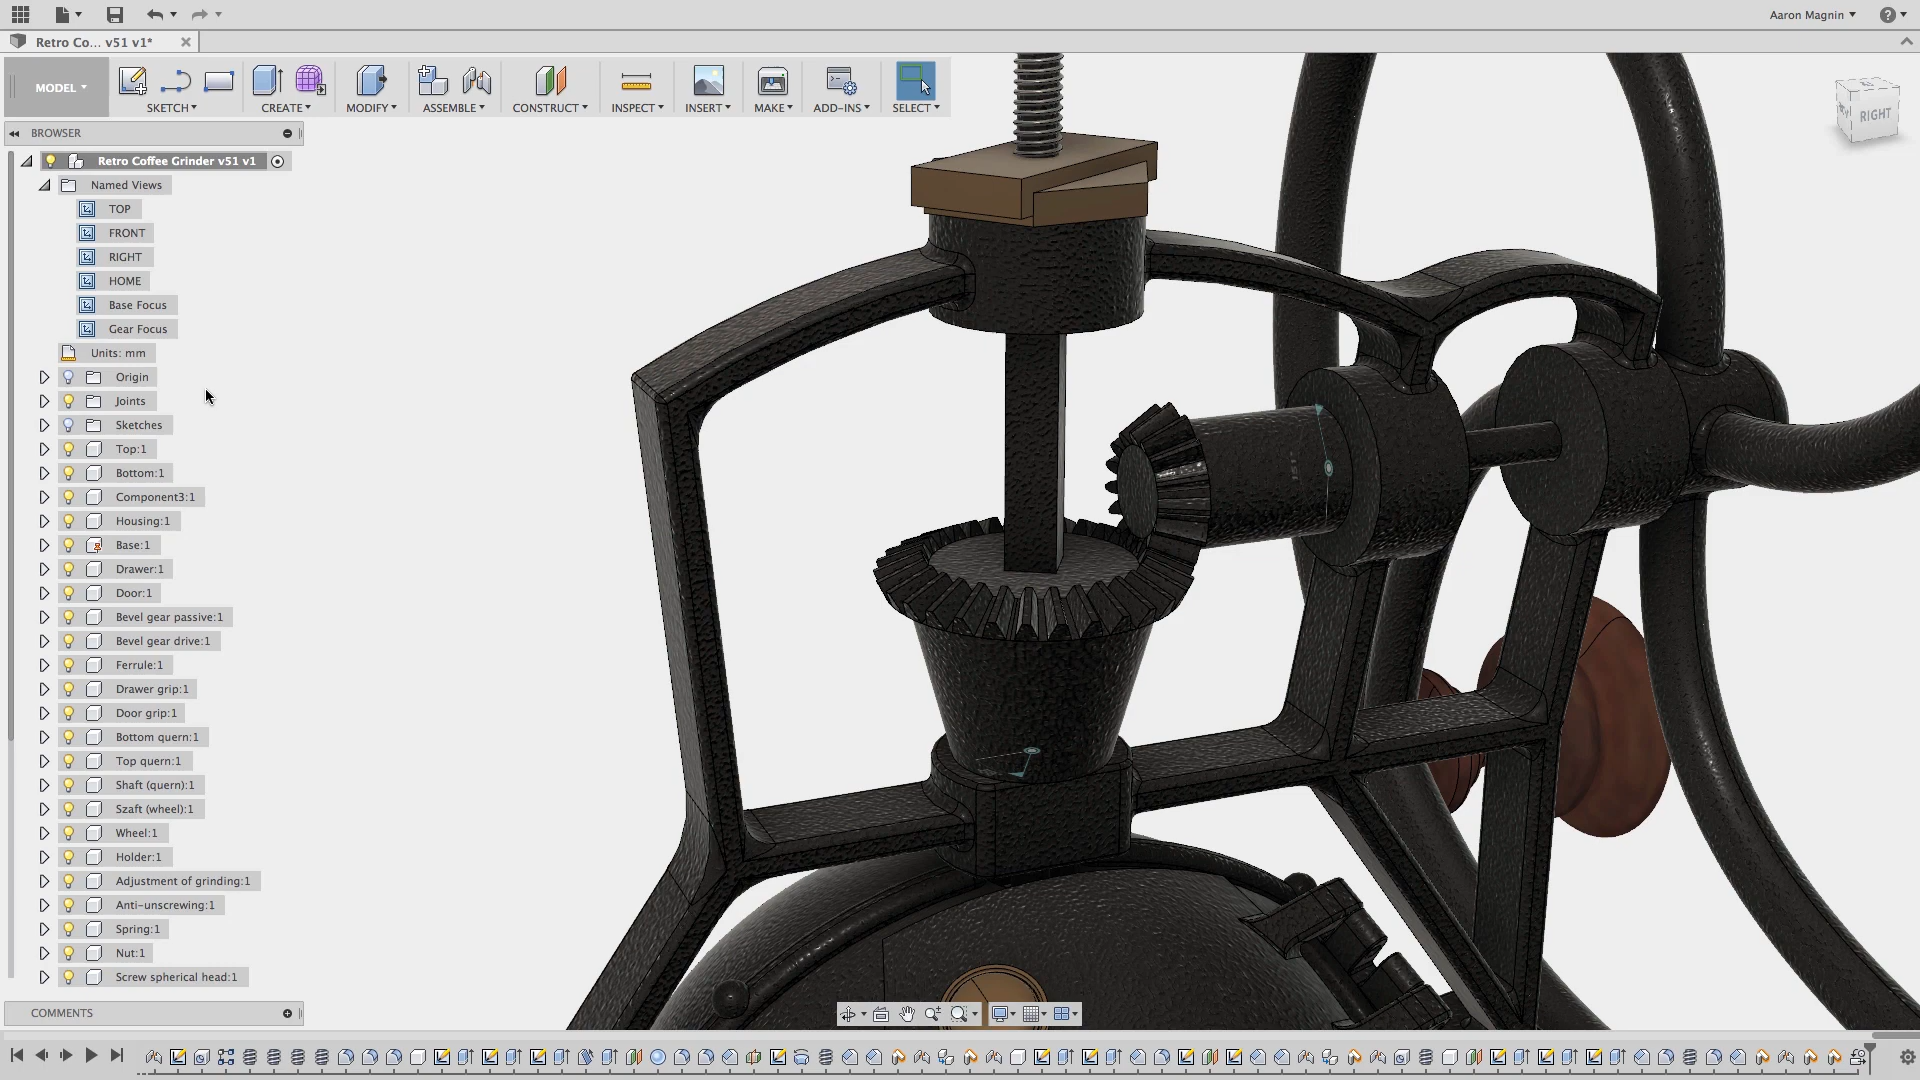 Aaron Magnin
Retro Co... v51 v1*
MODEL
SKETCH
CREATE
MODIFY
ASSEMBLE
CONSTRUCT
INSPECT
INSERT
MAKE
ADD-INS
SELECT
RIGHT
BROWSER
Retro Coffee Grinder v51 v1
Named Views
TOP
FRONT
RIGHT
HOME
Base Focus
Gear Focus
Units: mm
Origin
Joints
Sketches
Top:1
Bottom:1
Component3:1
Housing:1
Base:1
Drawer:1
Door:1
Bevel gear passive:1
Bevel gear drive:1
Ferrule:1
Drawer grip:1
Door grip:1
Bottom quern:1
Top quern:1
Shaft (quern):1
Szaft (wheel):1
Wheel:1
Holder:1
Adjustment of grinding:1
Anti-unscrewing:1
Spring:1
Nut:1
Screw spherical head:1
COMMENTS